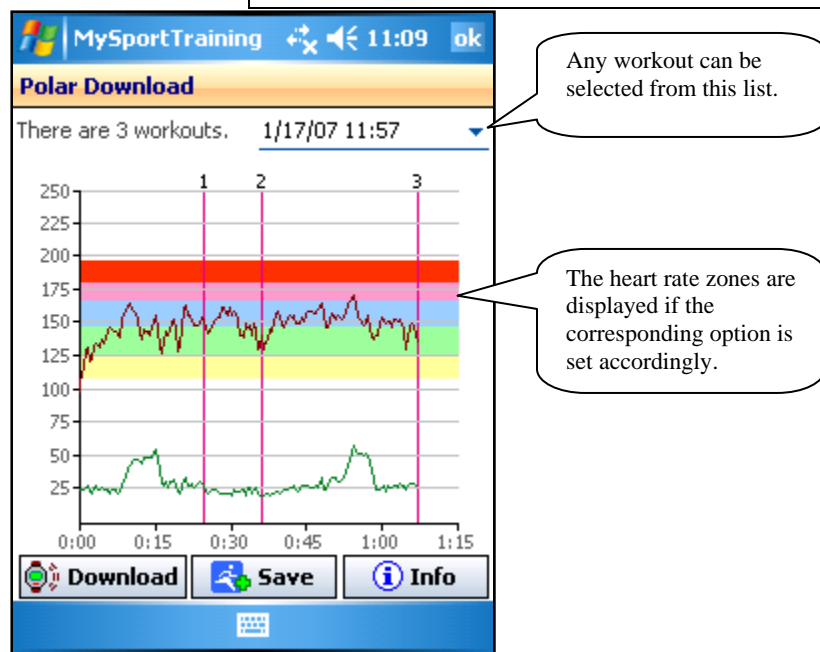 MySportTraining 11:09 ok
Polar Download
There are 3 workouts. 1/17/07 11:57
Any workout can be
selected from this list.
1 2 3
250
225
200
175
150
125
100
75
50
25
0:00 0:15 0:30 0:45 1:00 1:15
The heart rate zones are
displayed if the
corresponding option is
set accordingly.
Download Save Info